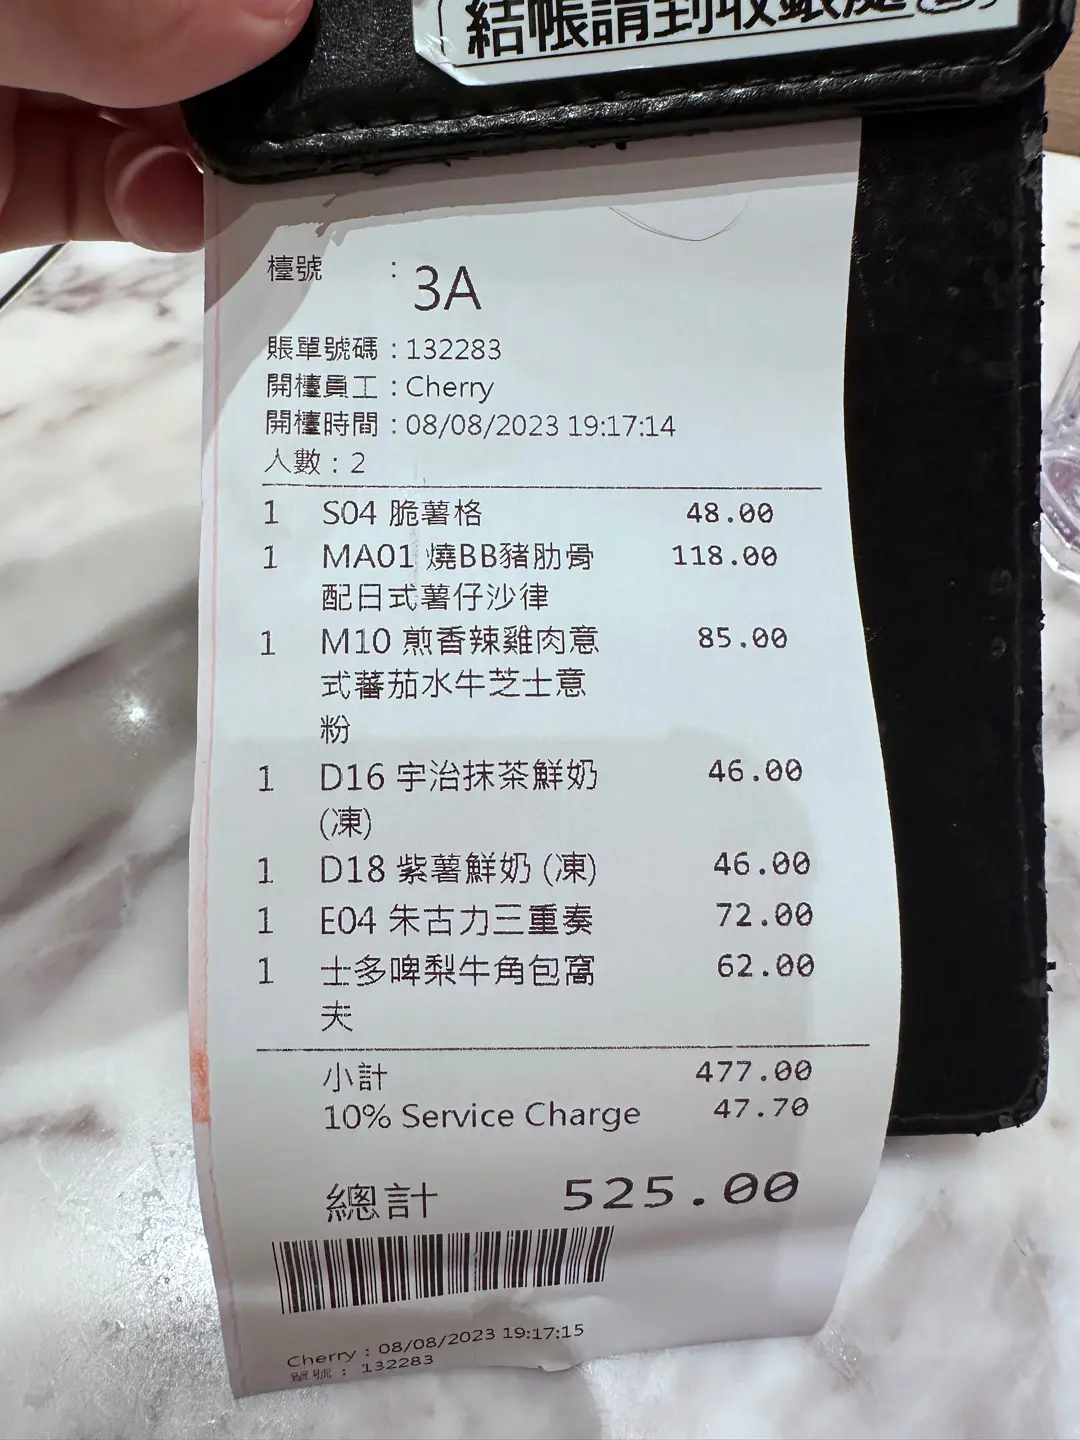 結帳請到收銀處
檯號 : 3A
賬單號碼 : 132283
開檯員工 : Cherry
開檯時間 : 08/08/2023 19:17:14
人數 : 2
1 S04 脆薯格 48.00
1 MA01 燒BB豬肋骨 118.00
配日式薯仔沙律
1 M10 煎香辣雞肉意 85.00
式蕃茄水牛芝士意
粉
1 D16 宇治抹茶鮮奶 46.00
(凍)
1 D18 紫薯鮮奶 (凍) 46.00
1 E04 朱古力三重奏 72.00
1 士多啤梨牛角包窩 62.00
夫
小計 477.00
10% Service Charge 47.70
總計 525.00
Cherry : 08/08/2023 19:17:15
單號 : 132283